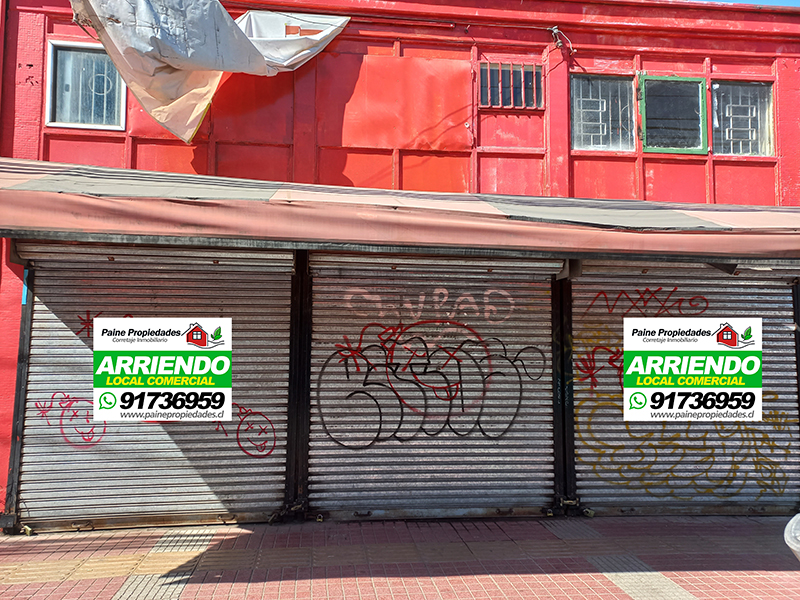 Paine Propiedades
Corretaje Inmobiliario
ARRIENDO
LOCAL COMERCIAL
91736959
www.painepropiedades.cl
Paine Propiedades
Corretaje Inmobiliario
ARRIENDO
LOCAL COMERCIAL
91736959
www.painepropiedades.cl